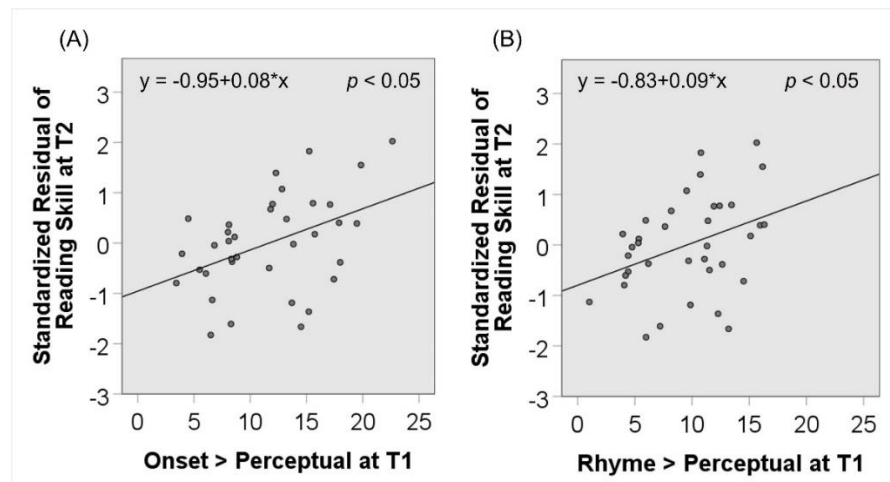 (A)
y = -0.95+0.08*x
p < 0.05
Standardized Residual of
Reading Skill at T2
3
2
1
0
-1
-2
-3
0 5 10 15 20 25
Onset > Perceptual at T1
(B)
y = -0.83+0.09*x
p < 0.05
Standardized Residual of
Reading Skill at T2
3
2
1
0
-1
-2
-3
0 5 10 15 20 25
Rhyme > Perceptual at T1